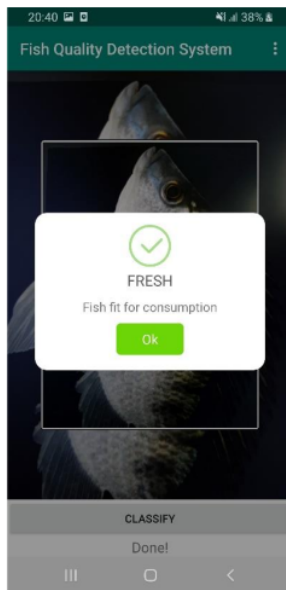 20:40 38%
Fish Quality Detection System
FRESH
Fish fit for consumption
Ok
CLASSIFY
Done!